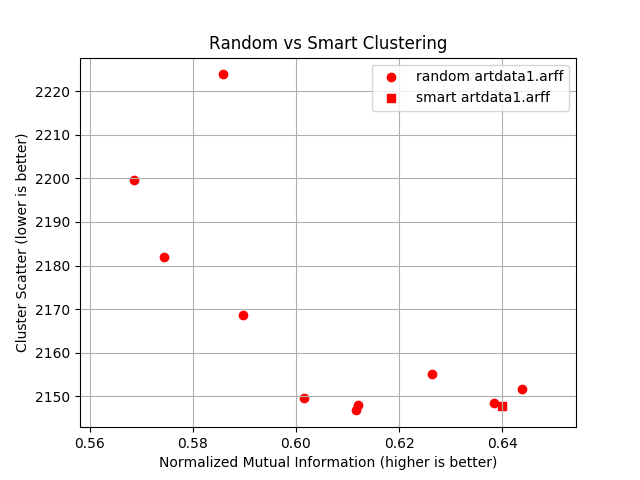 Random vs Smart Clustering
random artdata1.arff
smart artdata1.arff
Cluster Scatter (lower is better)
2220
2210
2200
2190
2180
2170
2160
2150
0.56 0.58 0.60 0.62 0.64
Normalized Mutual Information (higher is better)